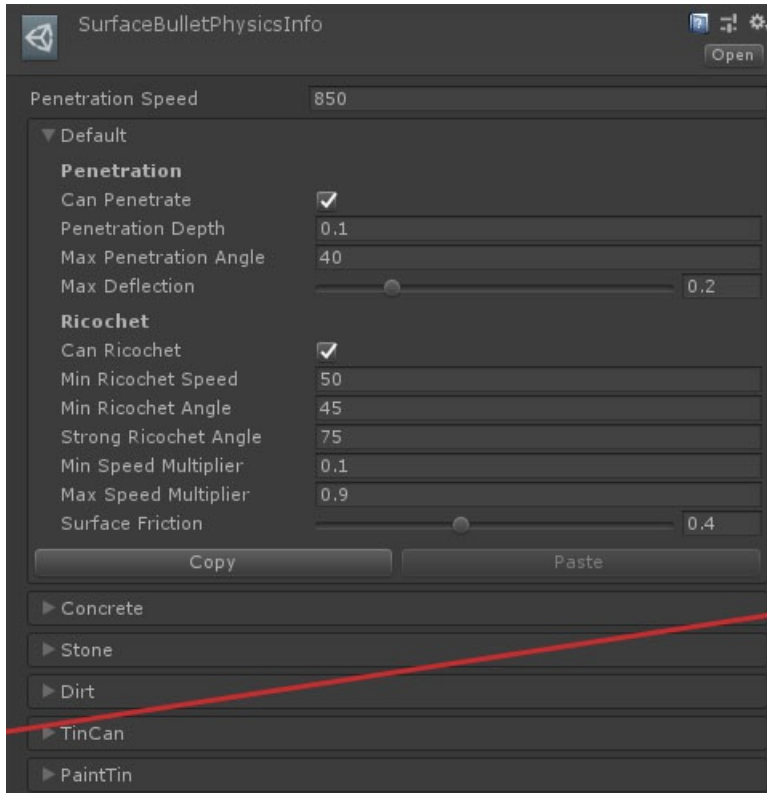 SurfaceBulletPhysicsInfo
Open
Penetration Speed 850
Default
Penetration
Can Penetrate
Penetration Depth 0.1
Max Penetration Angle 40
Max Deflection 0.2
Ricochet
Can Ricochet
Min Ricochet Speed 50
Min Ricochet Angle 45
Strong Ricochet Angle 75
Min Speed Multiplier 0.1
Max Speed Multiplier 0.9
Surface Friction 0.4
Copy Paste
Concrete
Stone
Dirt
TinCan
PaintTin